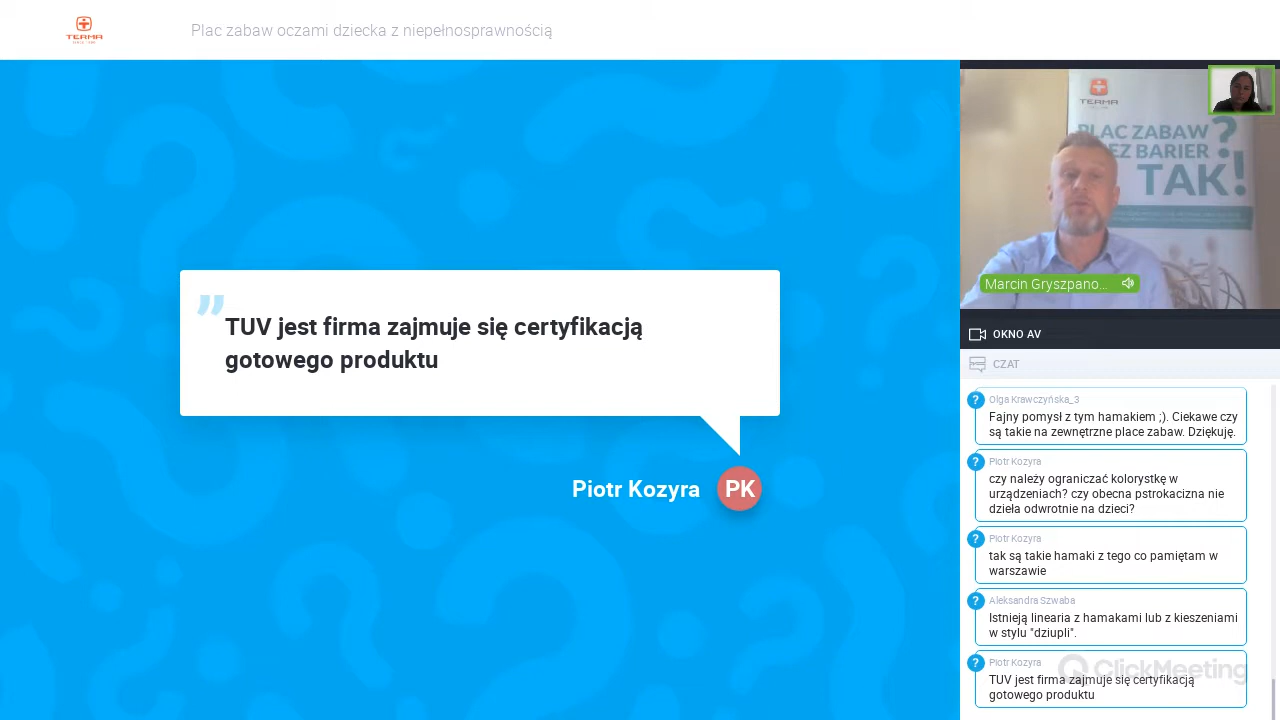 TERMA
Plac zabaw oczami dziecka z niepełnosprawnością
”
TUV jest firma zajmuje się certyfikacją
gotowego produktu
Piotr Kozyra
PK
TERMA
PLAC ZABAW
BEZ BARIER
?
TAK!
Marcin Gryszpano...
OKNO AV
CZAT
?
Olga Krawczyńska_3
Fajny pomysł z tym hamakiem ;). Ciekawe czy
są takie na zewnętrzne place zabaw. Dziękuję.
?
Piotr Kozyra
czy należy ograniczać kolorystkę w
urządzeniach? czy obecna pstrokacizna nie
dzieła odwrotnie na dzieci?
?
Piotr Kozyra
tak są takie hamaki z tego co pamiętam w
warszawie
?
Aleksandra Szwaba
Istnieją linearia z hamakami lub z kieszeniami
w stylu "dziupli".
?
Piotr Kozyra
TUV jest firma zajmuje się certyfikacją
gotowego produktu
ClickMeeting